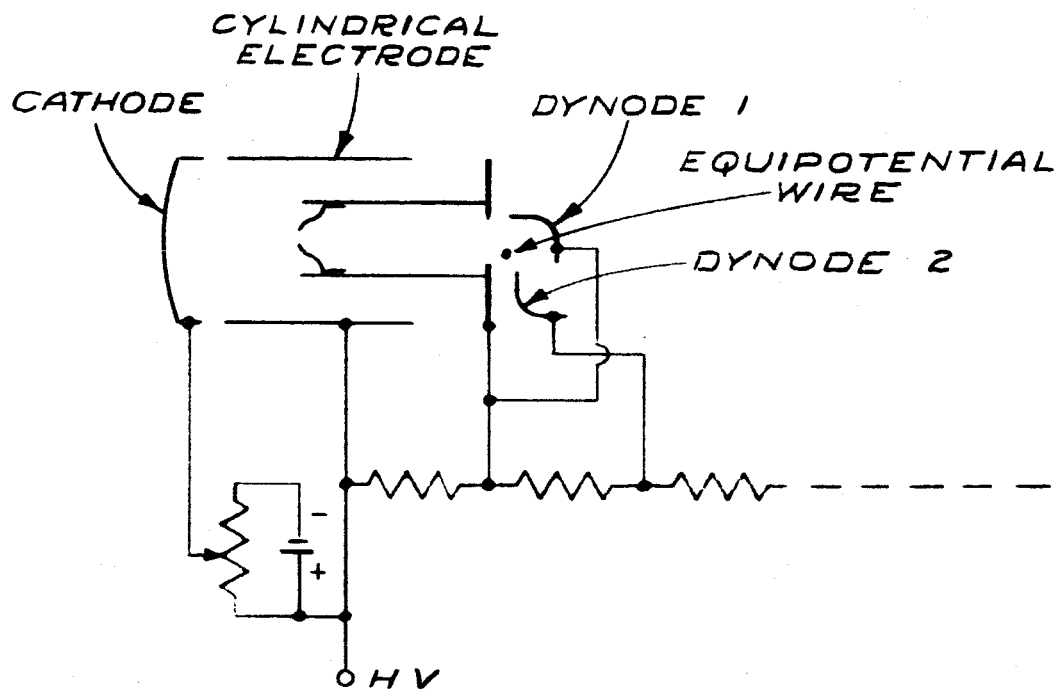 CYLINDRICAL
ELECTRODE
CATHODE
DYNODE 1
EQUIPOTENTIAL
WIRE
DYNODE 2
-
+
HV